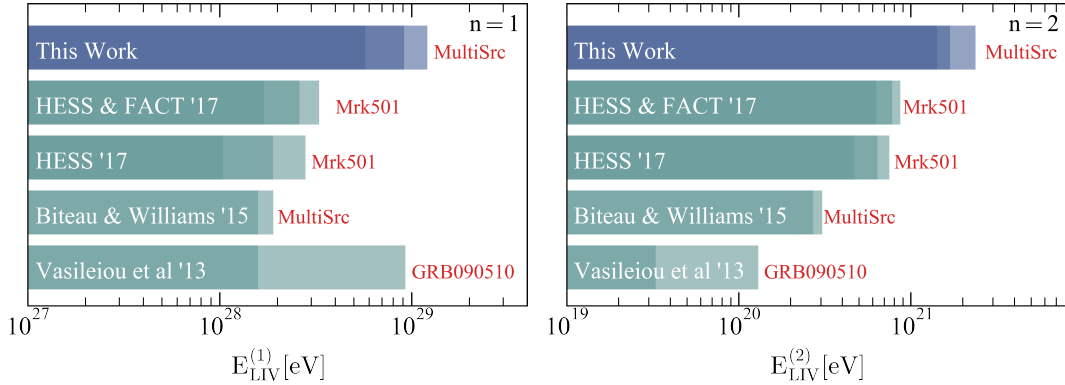 n = 1
This Work
MultiSrc
HESS & FACT '17
Mrk501
HESS '17
Mrk501
Biteau & Williams '15
MultiSrc
Vasileiou et al '13
GRB090510
10^27 10^28 10^29
E_LIV^(1) [eV]
n = 2
This Work
MultiSrc
HESS & FACT '17
Mrk501
HESS '17
Mrk501
Biteau & Williams '15
MultiSrc
Vasileiou et al '13
GRB090510
10^19 10^20 10^21
E_LIV^(2) [eV]